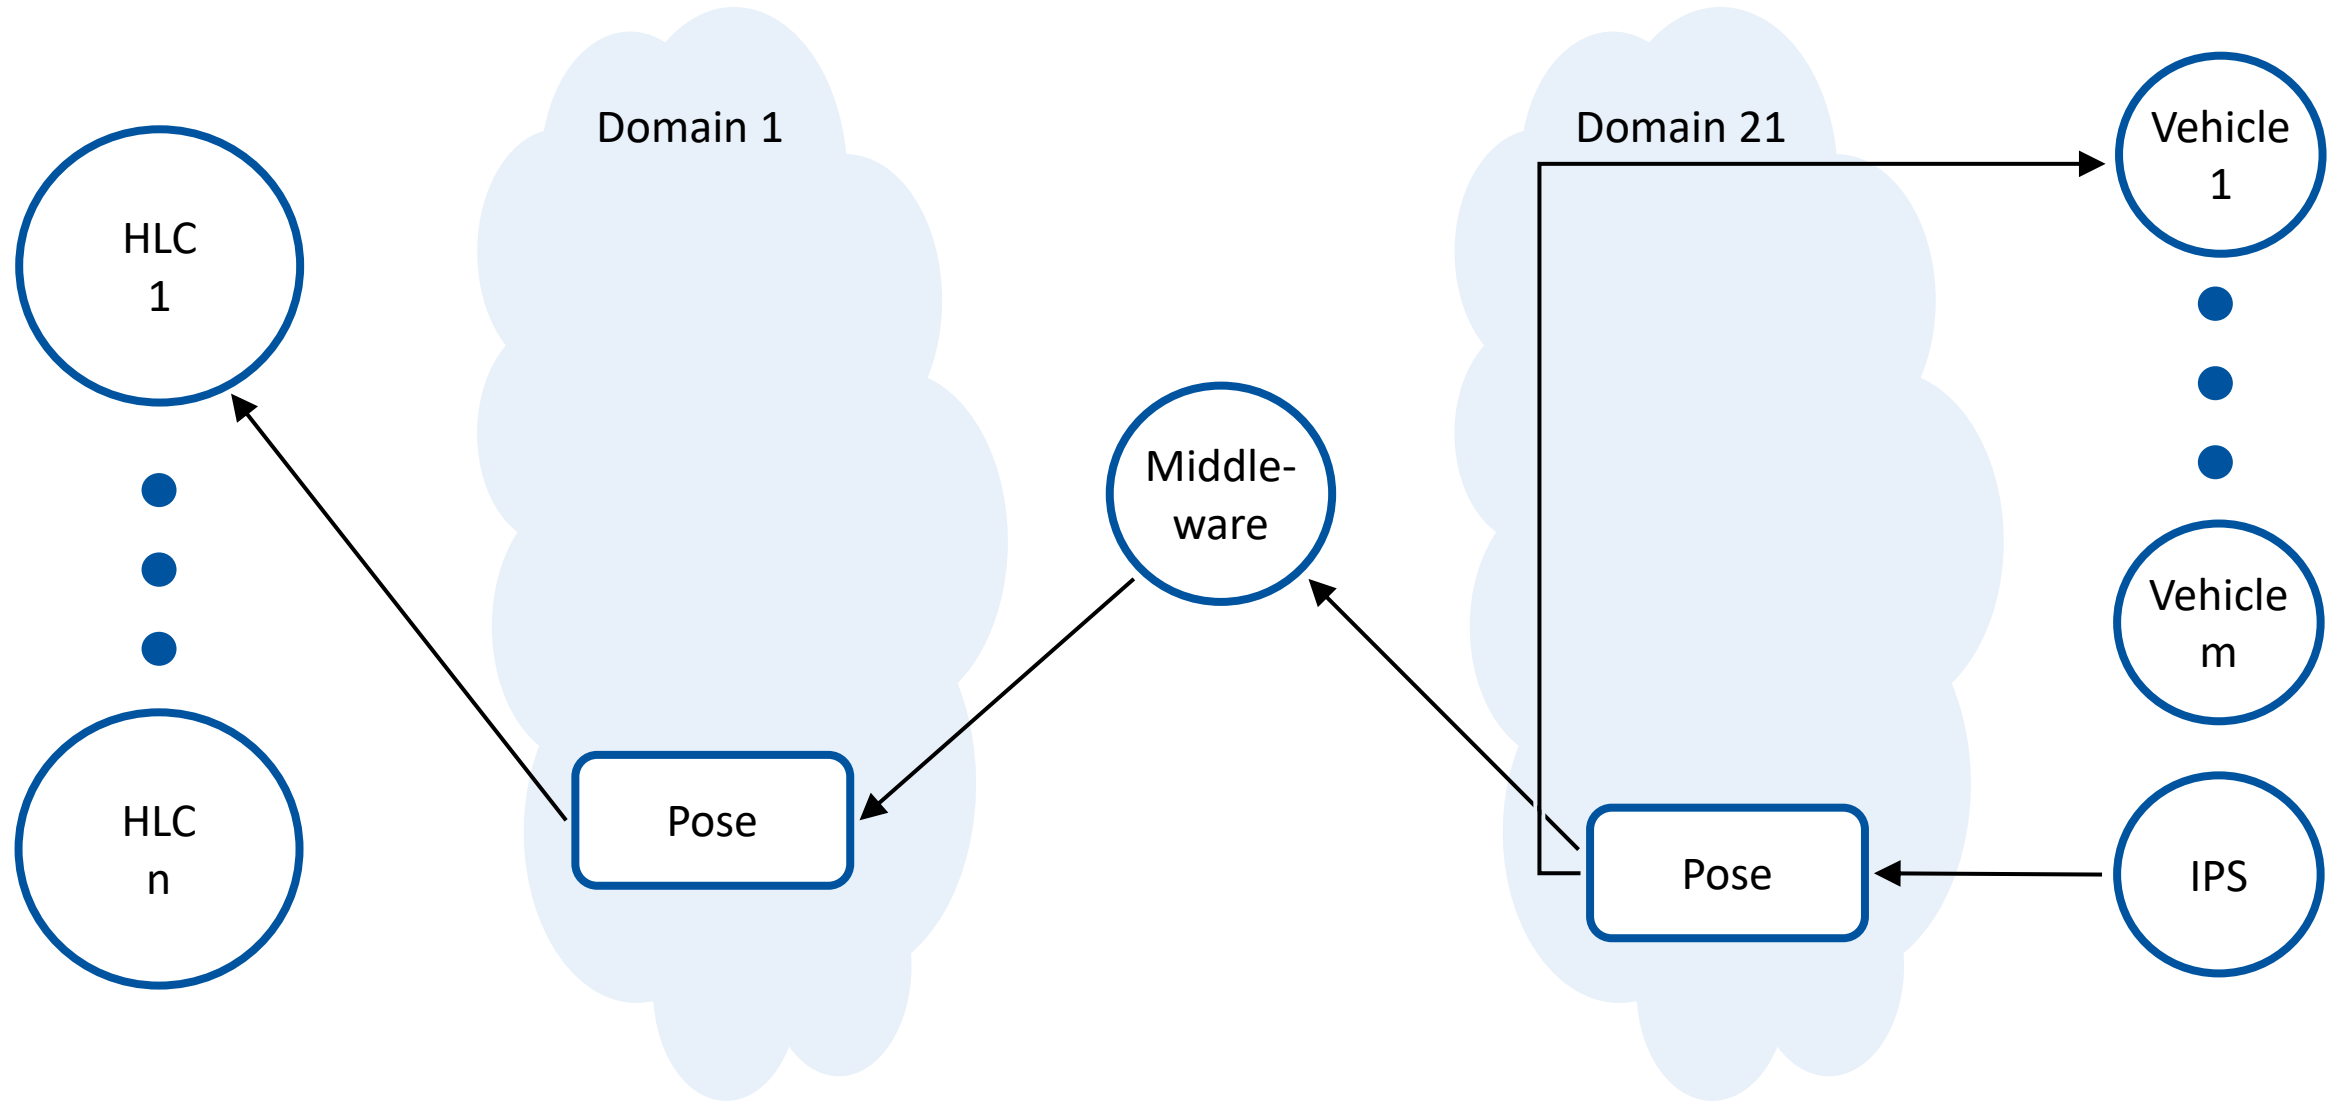 Domain 1
Domain 21
Vehicle
1
HLC
1
Middle-
ware
Vehicle
m
HLC
n
Pose
Pose
IPS